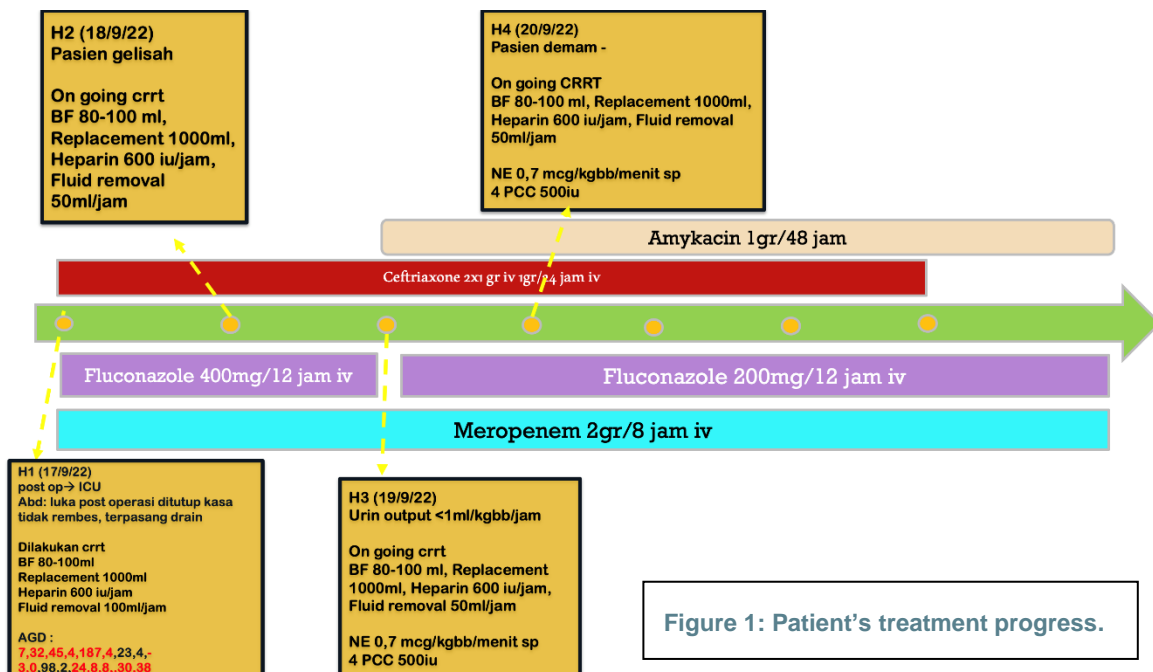 H2 (18/9/22)
Pasien gelisah
On going crrt
BF 80-100 ml,
Replacement 1000ml,
Heparin 600 iu/jam,
Fluid removal
50ml/jam
H4 (20/9/22)
Pasien demam -
On going CRRT
BF 80-100 ml, Replacement 1000ml,
Heparin 600 iu/jam, Fluid removal
50ml/jam
NE 0,7 mcg/kgbb/menit sp
4 PCC 500iu
Amykacin 1gr/48 jam
Ceftriaxone 2x1 gr iv 1gr/24 jam iv
Fluconazole 400mg/12 jam iv
Fluconazole 200mg/12 jam iv
Meropenem 2gr/8 jam iv
H1 (17/9/22)
post op→ ICU
Abd: luka post operasi ditutup kasa
tidak rembes, terpasang drain
Dilakukan crrt
BF 80-100ml
Replacement 1000ml
Heparin 600 iu/jam
Fluid removal 100ml/jam
AGD :
7,32,45,4,187,4,23,4,-
3,0,98,2,24,8,8,,30,38
H3 (19/9/22)
Urin output <1ml/kgbb/jam
On going crrt
BF 80-100 ml, Replacement
1000ml, Heparin 600 iu/jam,
Fluid removal 50ml/jam
NE 0,7 mcg/kgbb/menit sp
4 PCC 500iu
Figure 1: Patient's treatment progress.